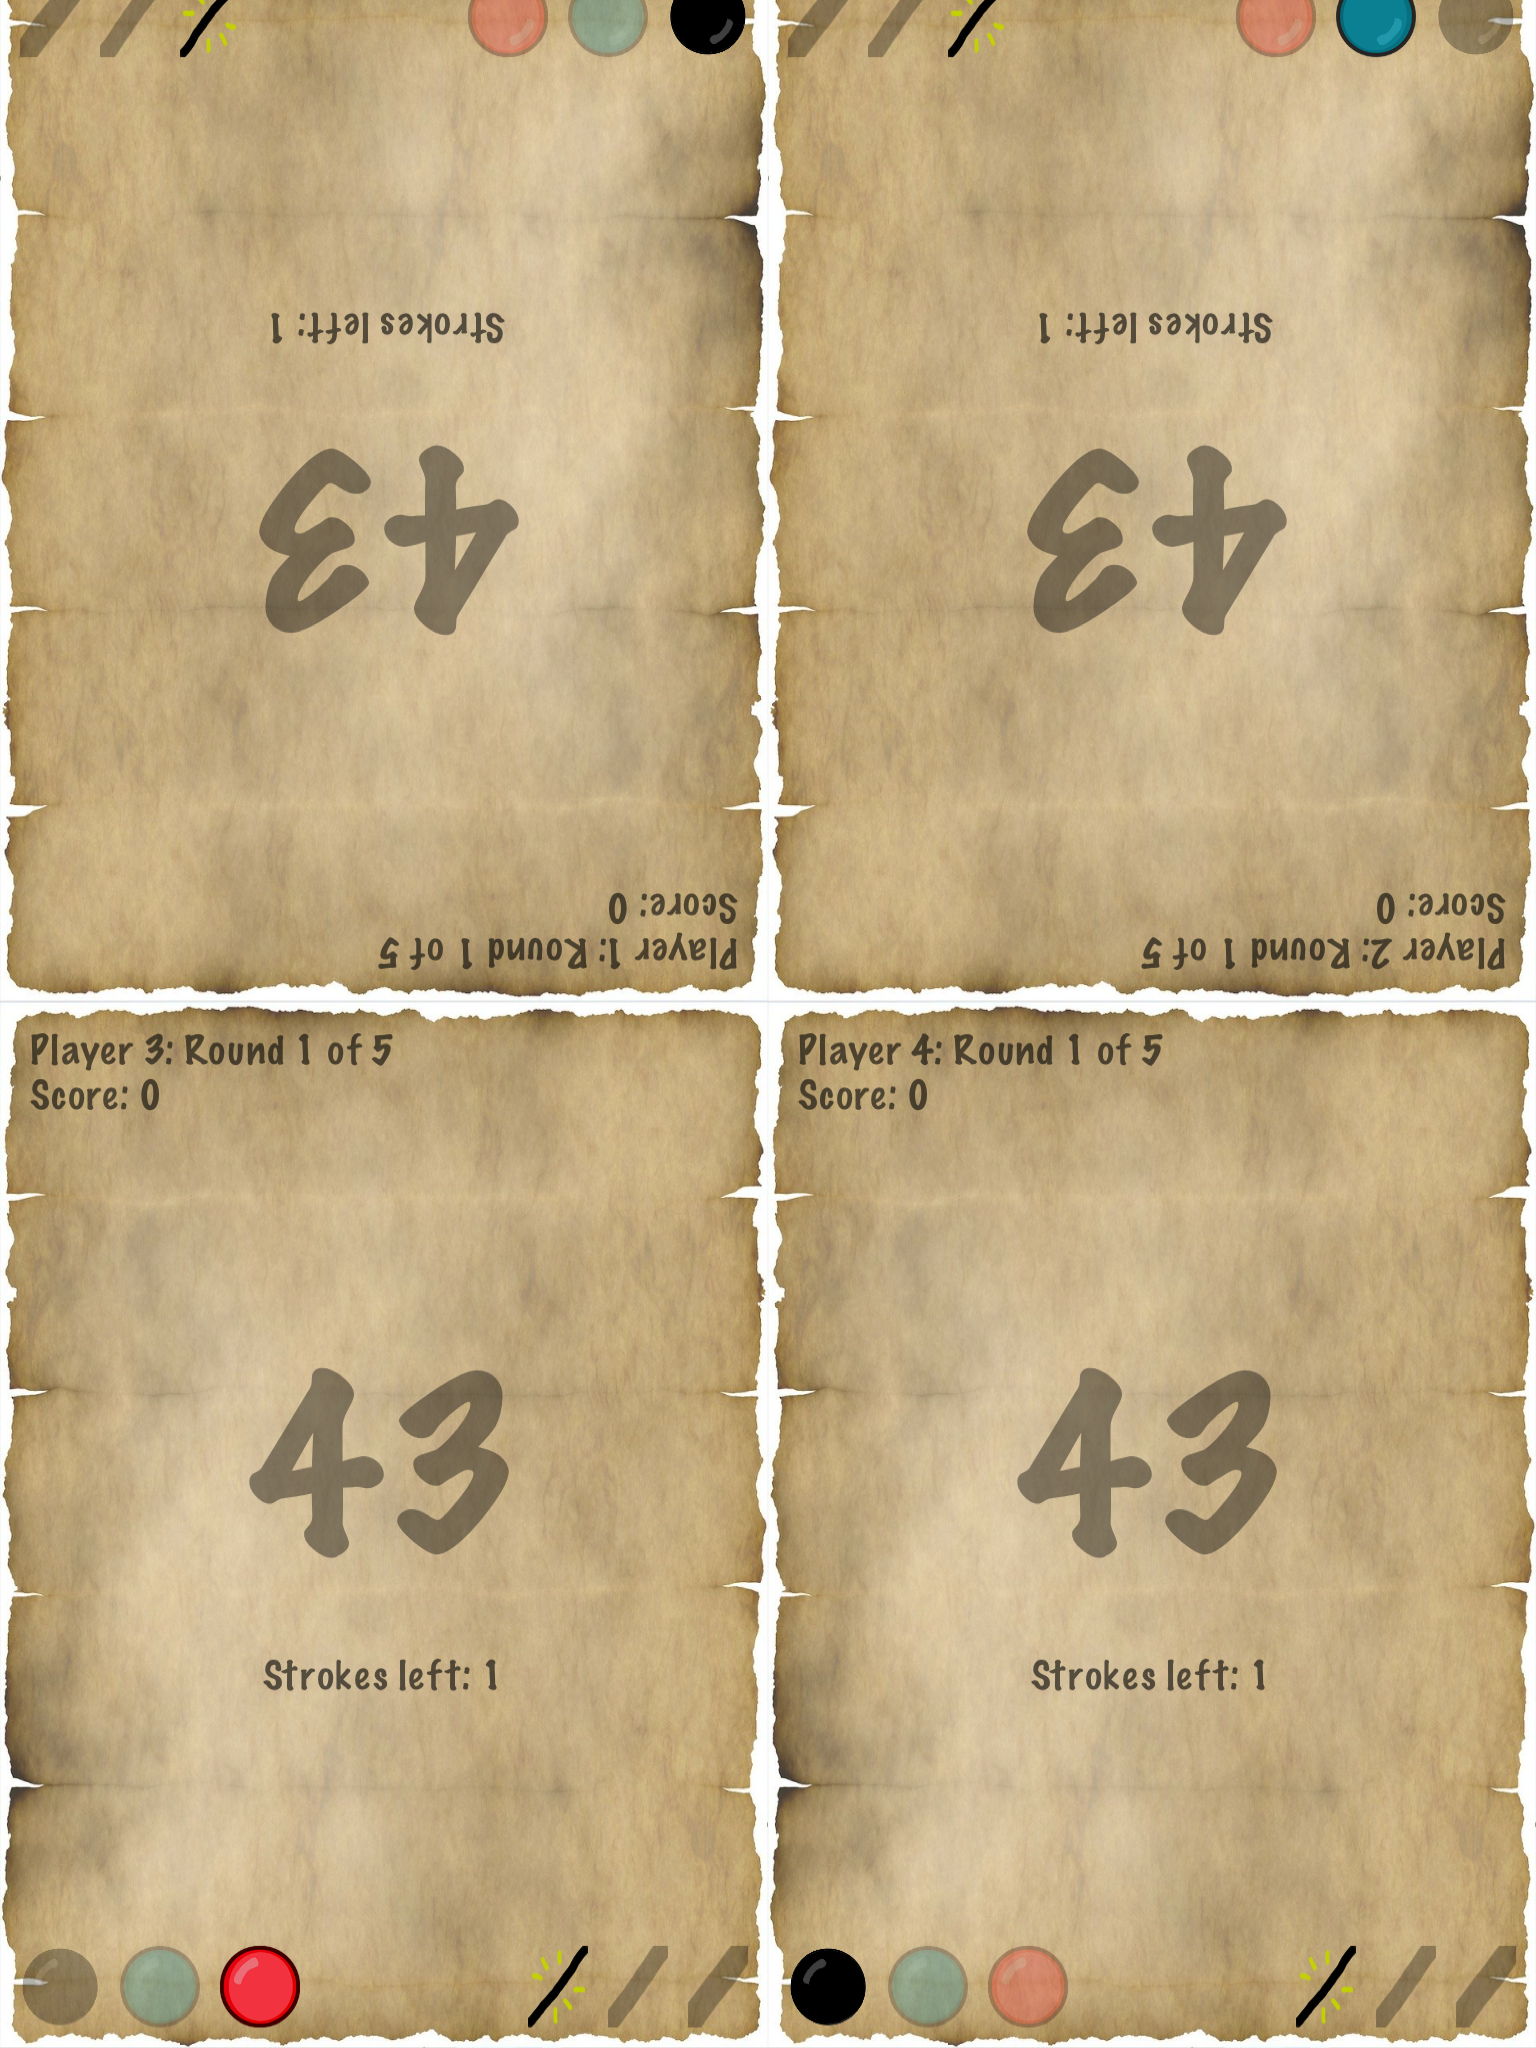 Strokes left: 1
43
Score: 0
Player 1: Round 1 of 5
Strokes left: 1
43
Score: 0
Player 2: Round 1 of 5
Player 3: Round 1 of 5
Score: 0
43
Strokes left: 1
Player 4: Round 1 of 5
Score: 0
43
Strokes left: 1